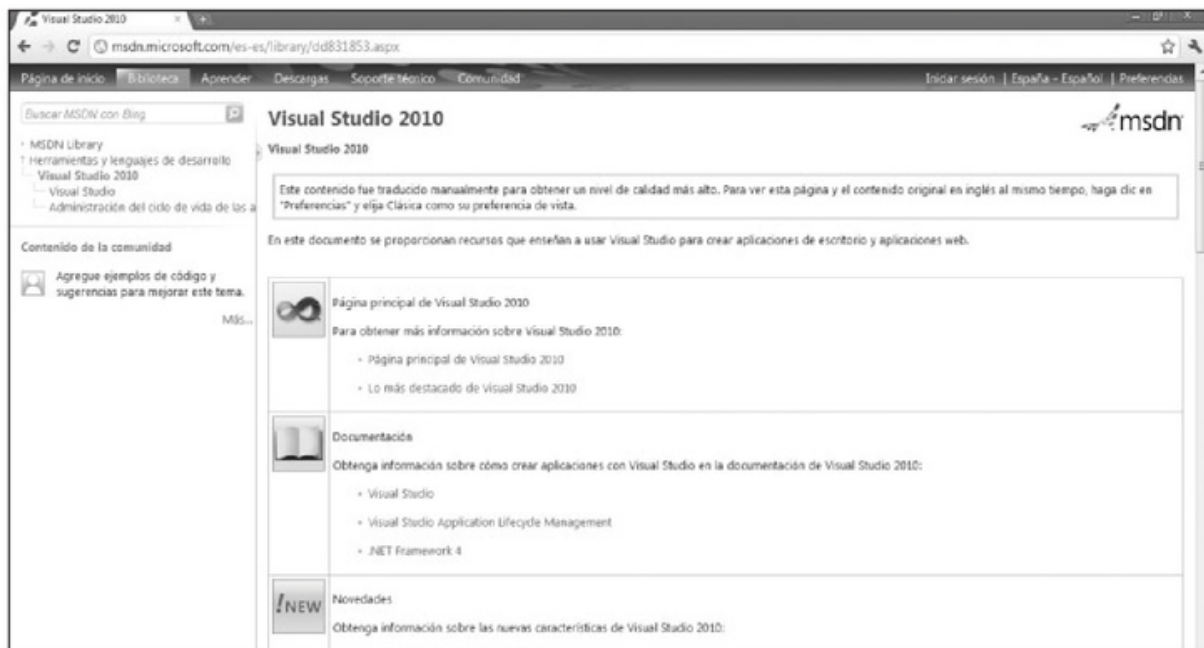 Visual Studio 2010
msdn.microsoft.com/es-es/library/dd831853.aspx
Página de inicio Biblioteca Aprender Descargas Soporte técnico Comunidad Iniciar sesión | España - Español | Preferencias
Buscar MSDN con Bing
MSDN Library
Herramientas y lenguajes de desarrollo
Visual Studio 2010
Visual Studio
Administración del ciclo de vida de las a
Contenido de la comunidad
Agregue ejemplos de código y
sugerencias para mejorar este tema.
Más...
Visual Studio 2010
msdn
Visual Studio 2010
Este contenido fue traducido manualmente para obtener un nivel de calidad más alto. Para ver esta página y el contenido original en inglés al mismo tiempo, haga clic en
"Preferencias" y elija Clásica como su preferencia de vista.
En este documento se proporcionan recursos que enseñan a usar Visual Studio para crear aplicaciones de escritorio y aplicaciones web.
Página principal de Visual Studio 2010
Para obtener más información sobre Visual Studio 2010:
Página principal de Visual Studio 2010
Lo más destacado de Visual Studio 2010
Documentación
Obtenga información sobre cómo crear aplicaciones con Visual Studio en la documentación de Visual Studio 2010:
Visual Studio
Visual Studio Application Lifecycle Management
.NET Framework 4
!NEW
Novedades
Obtenga información sobre las nuevas características de Visual Studio 2010: